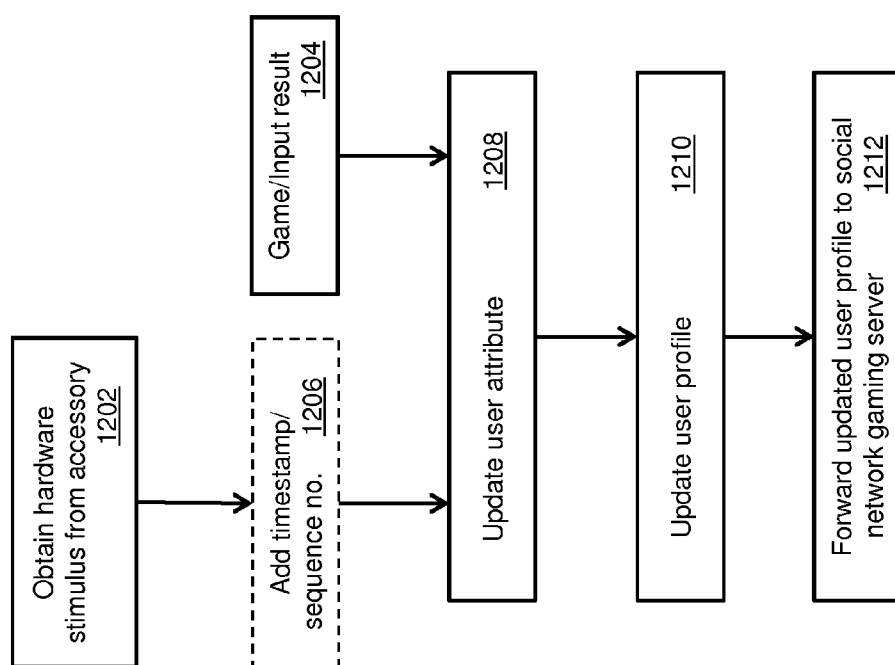 Obtain hardware
stimulus from accessory
1202
Game/Input result
1204
Add timestamp/
sequence no.
1206
Update user attribute
1208
Update user profile
1210
Forward updated user profile to social
network gaming server
1212